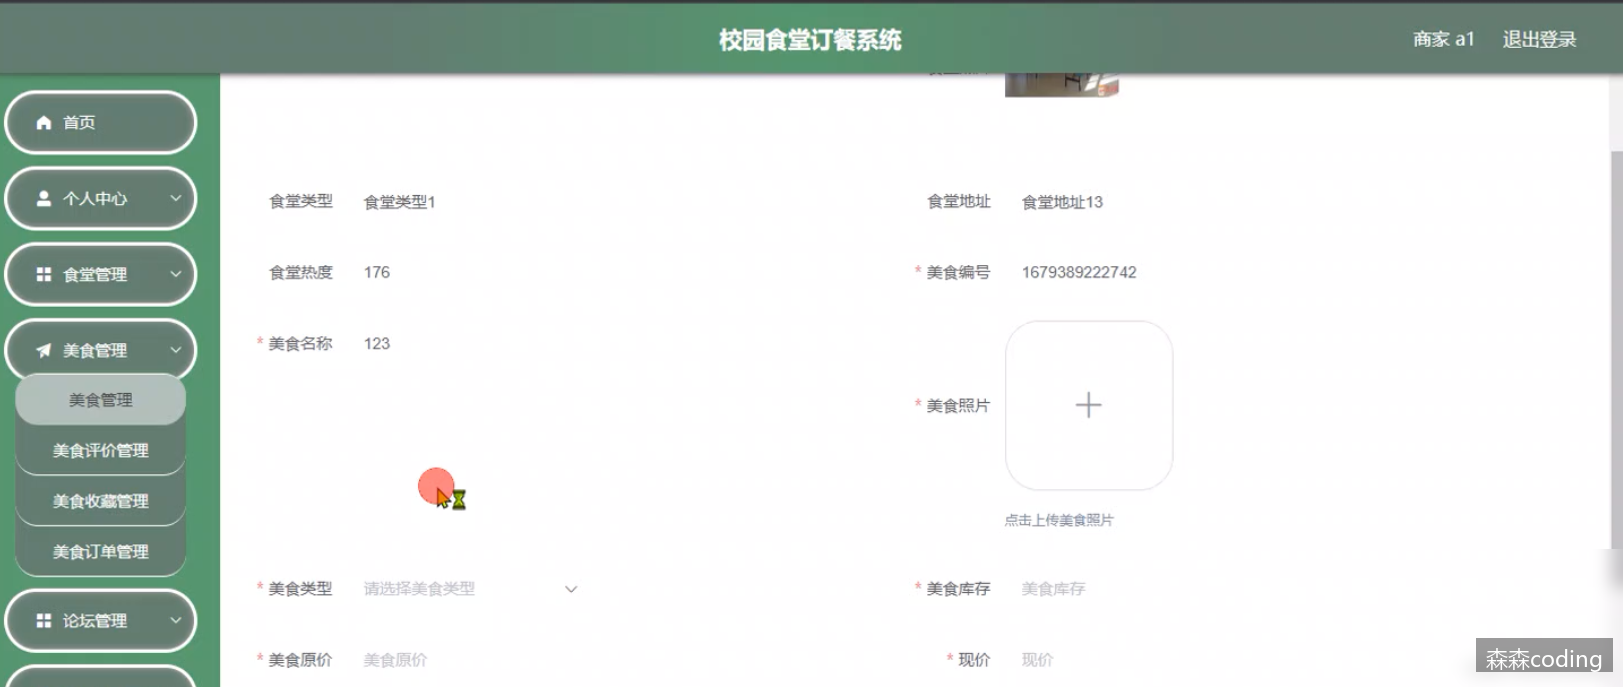 校园食堂订餐系统
商家 a1 退出登录
首页
个人中心
食堂管理
美食管理
美食管理
美食评价管理
美食收藏管理
美食订单管理
论坛管理
食堂类型 食堂类型1 食堂地址 食堂地址13
食堂热度 176 * 美食编号 1679389222742
* 美食名称 123
* 美食照片
点击上传美食照片
* 美食类型 请选择美食类型 * 美食库存 美食库存
* 美食原价 美食原价 * 现价 现价
森森coding